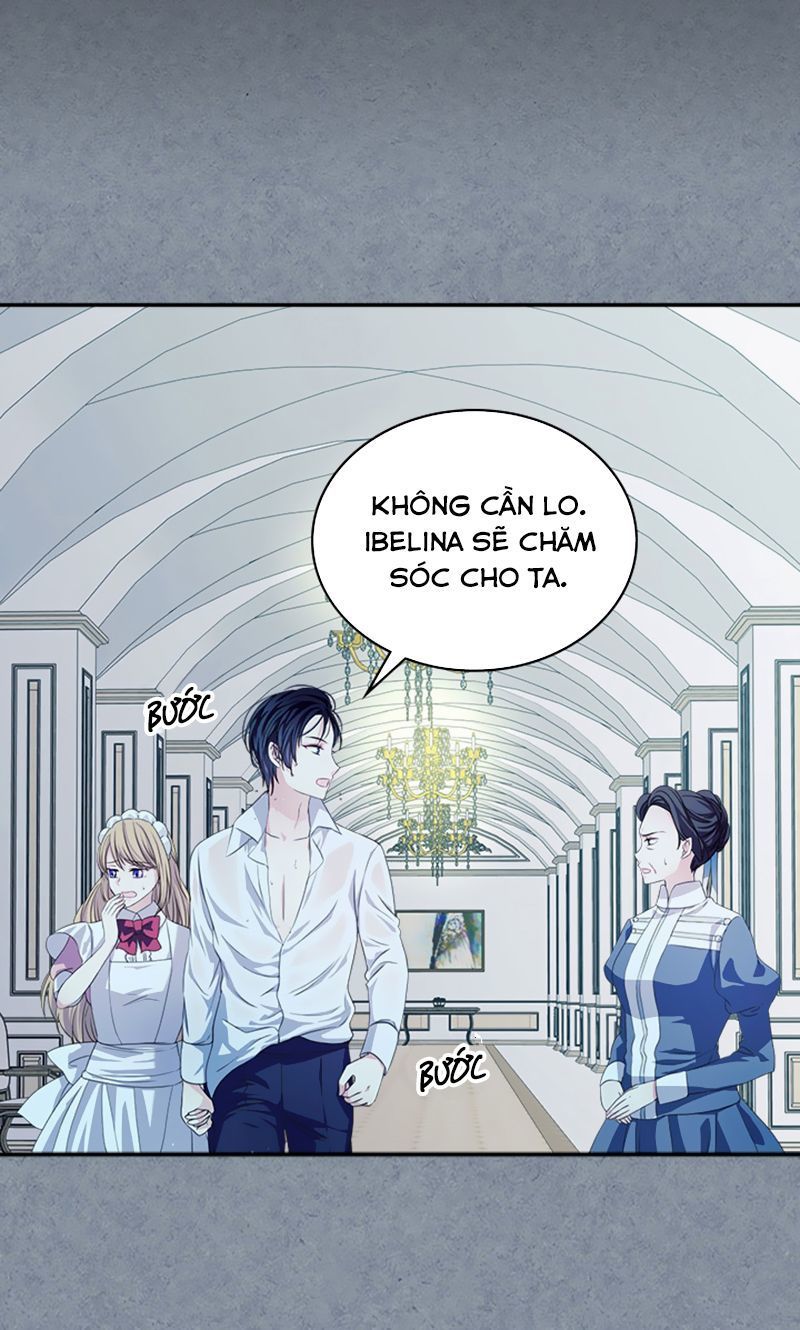 KHÔNG CẦN LO.
IBELINA SẼ CHĂM
SÓC CHO TA.
BƯỚC
BƯỚC